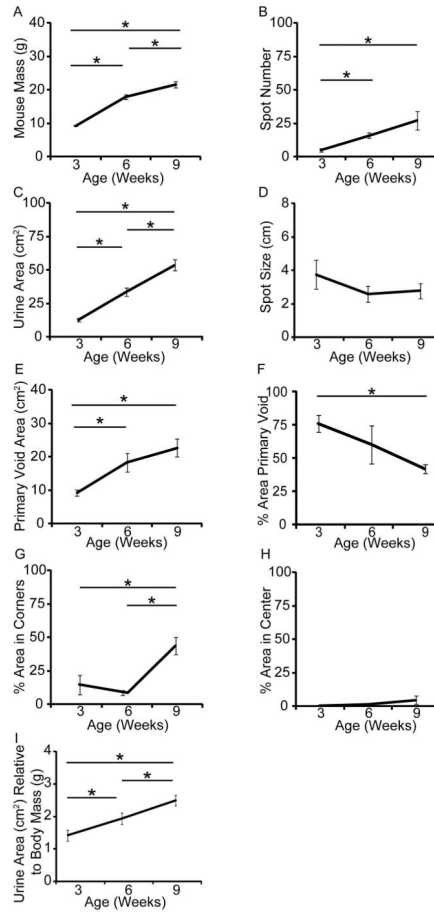 A
Mouse Mass (g)
40
30
20
10
0
*
*
*
3 6 9
Age (Weeks)
B
Spot Number
100
75
50
25
0
*
*
3 6 9
Age (Weeks)
C
Urine Area (cm²)
100
75
50
25
0
*
*
*
3 6 9
Age (Weeks)
D
Spot Size (cm)
8
6
4
2
0
3 6 9
Age (Weeks)
E
Primary Void Area (cm²)
40
30
20
10
0
*
*
3 6 9
Age (Weeks)
F
% Area Primary Void
100
75
50
25
0
*
3 6 9
Age (Weeks)
G
% Area in Corners
100
75
50
25
0
*
*
3 6 9
Age (Weeks)
H
% Area in Center
100
75
50
25
0
3 6 9
Age (Weeks)
I
Urine Area (cm²) Relative
to Body Mass (g)
4
3
2
1
0
*
*
*
3 6 9
Age (Weeks)